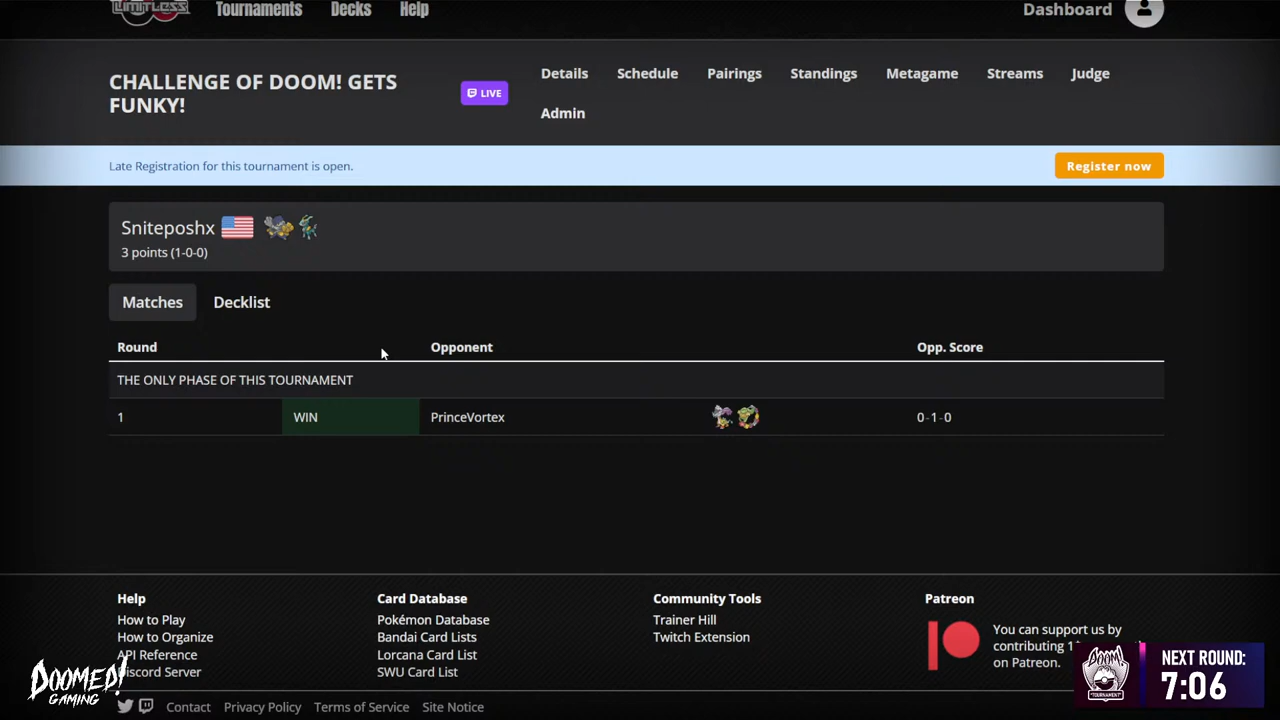 LIMITLESS
Tournaments
Decks
Help
Dashboard
CHALLENGE OF DOOM! GETS
FUNKY!
LIVE
Details
Schedule
Pairings
Standings
Metagame
Streams
Judge
Admin
Late Registration for this tournament is open.
Register now
Sniteposhx
3 points (1-0-0)
Matches
Decklist
Round
Opponent
Opp. Score
THE ONLY PHASE OF THIS TOURNAMENT
1
WIN
PrinceVortex
0-1-0
Help
How to Play
How to Organize
API Reference
Discord Server
Card Database
Pokémon Database
Bandai Card Lists
Lorcana Card List
SWU Card List
Community Tools
Trainer Hill
Twitch Extension
Patreon
You can support us by
contributing
on Patreon.
DOOMED!
GAMING
DOOM!
TOURNAMENT
NEXT ROUND:
7:06
Contact
Privacy Policy
Terms of Service
Site Notice